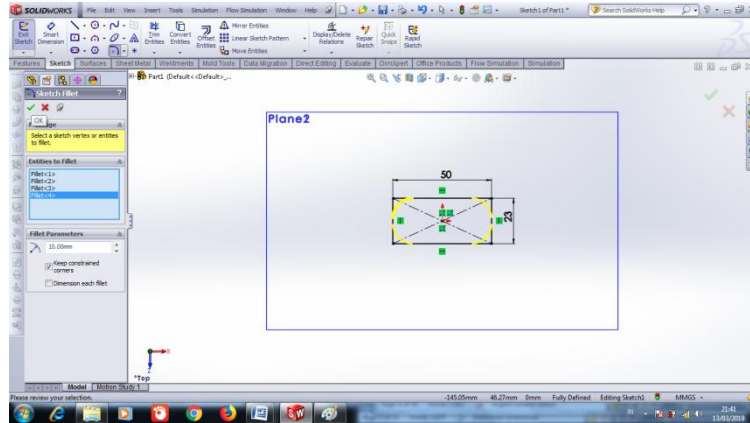 SOLIDWORKS File Edit View Insert Tools Simulation Flow Simulation Window Help Sketch1 of Part1 * Search SolidWorks Help
Exit Sketch Smart Dimension Trim Entities Convert Entities Offset Entities Mirror Entities Linear Sketch Pattern Move Entities Display/Delete Relations Repair Sketch Quick Snaps Rapid Sketch
Features Sketch Surfaces Sheet Metal Weldments Mold Tools Data Migration Direct Editing Evaluate DimXpert Office Products Flow Simulation Simulation
Part1 (Default<<Default>_...
Sketch Fillet ?
OK
Select a sketch vertex or entities
to fillet.
Entities to Fillet
Fillet<1>
Fillet<2>
Fillet<3>
Fillet<4>
Fillet Parameters
10.00mm
Keep constrained
corners
Dimension each fillet
Plane2
50
23
X
Z
*Top
Model Motion Study 1
Please review your selection. -145.05mm 46.27mm 0mm Fully Defined Editing Sketch1 MMGS
IN 21:41
13/03/2019